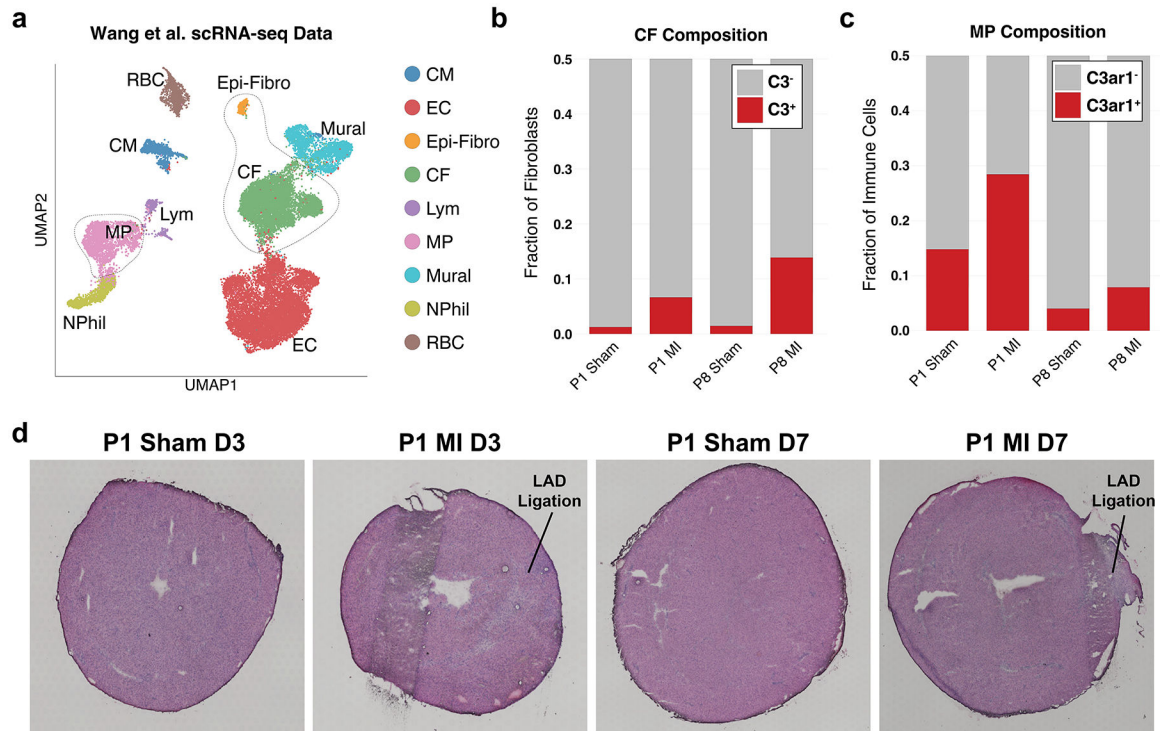 a
Wang et al. scRNA-seq Data
RBC
Epi-Fibro
CM
Mural
CF
Lym
MP
NPhil
EC
UMAP2
UMAP1
CM
EC
Epi-Fibro
CF
Lym
MP
Mural
NPhil
RBC
b
CF Composition
Fraction of Fibroblasts
0.5
0.4
0.3
0.2
0.1
0.0
C3-
C3+
P1 Sham
P1 MI
P8 Sham
P8 MI
c
MP Composition
Fraction of Immune Cells
0.5
0.4
0.3
0.2
0.1
0.0
C3ar1-
C3ar1+
P1 Sham
P1 MI
P8 Sham
P8 MI
d
P1 Sham D3
P1 MI D3
LAD
Ligation
P1 Sham D7
P1 MI D7
LAD
Ligation